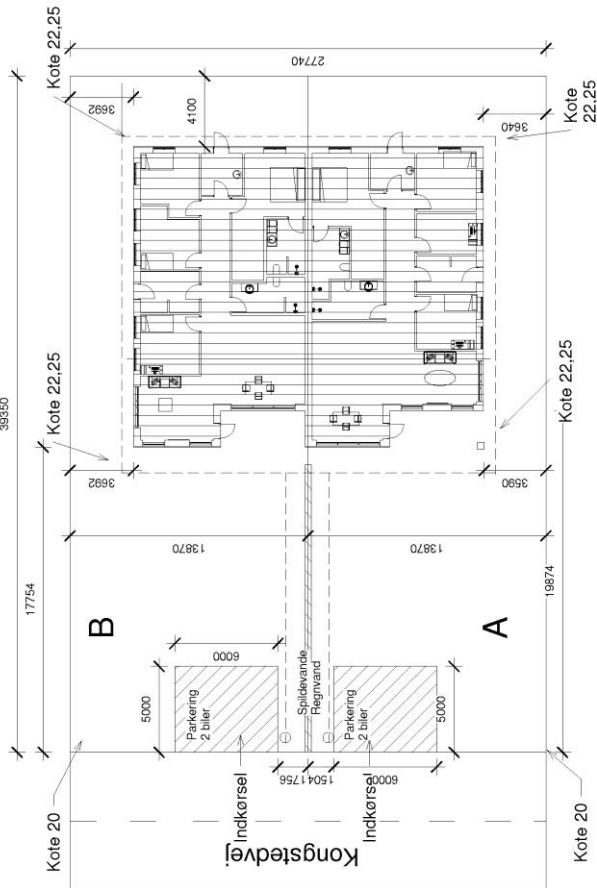 39350
17754
Kote 22,25
Kote 22,25
3692
4100
27740
3640
Kote
22.25
Kote 22,25
3692
3590
13870
13870
19874
B
A
6000
5000
Parkering
2 biler
Spildevande
Regnvand
Parkering
2 biler
5000
6000
1756
1504
Indkørsel
Indkørsel
Kongstedvej
Kote 20
Kote 20